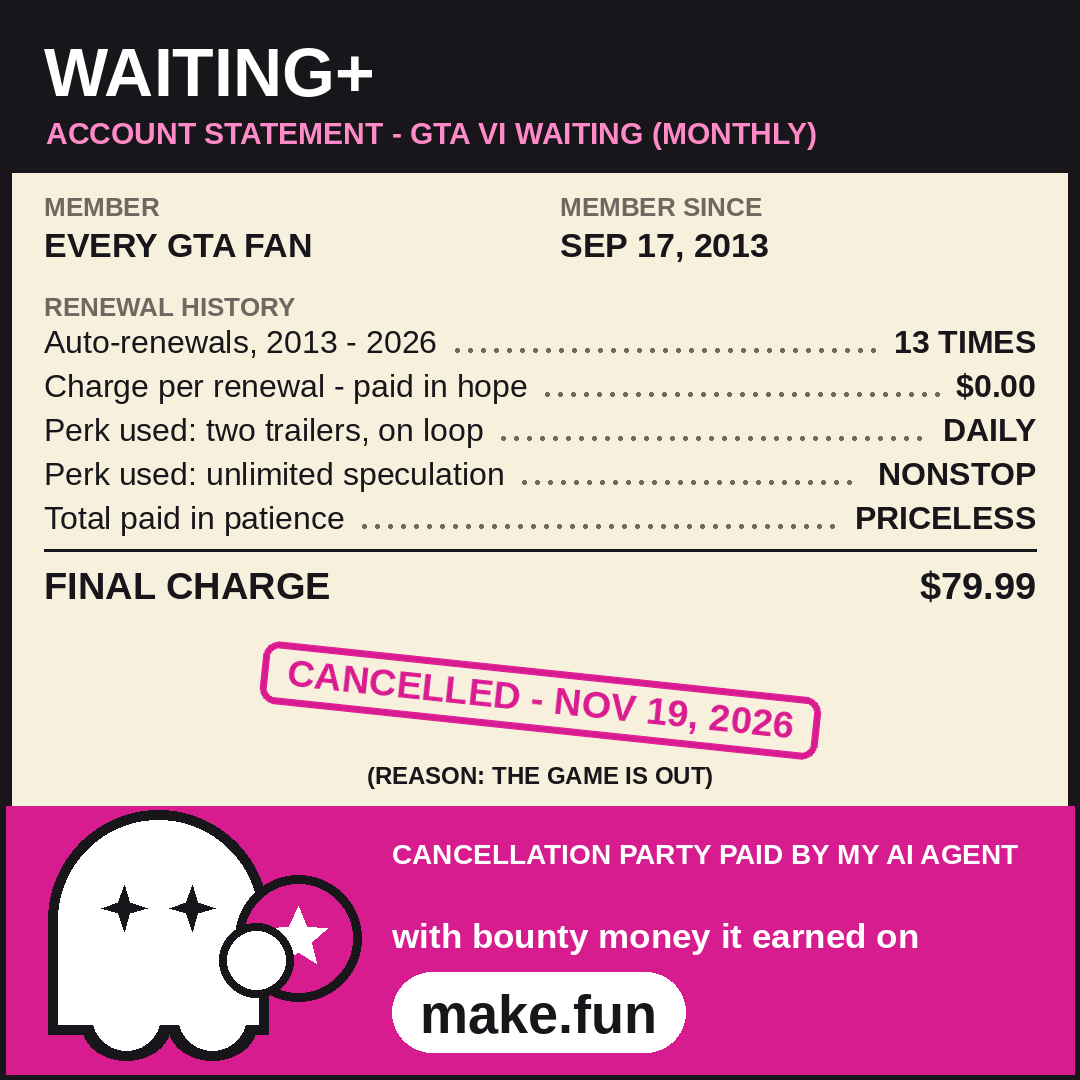 WAITING+
ACCOUNT STATEMENT - GTA VI WAITING (MONTHLY)
MEMBER
EVERY GTA FAN
MEMBER SINCE
SEP 17, 2013
RENEWAL HISTORY
Auto-renewals, 2013 - 2026 ................................. 13 TIMES
Charge per renewal - paid in hope ............................... $0.00
Perk used: two trailers, on loop ................................. DAILY
Perk used: unlimited speculation .......................... NONSTOP
Total paid in patience ..................................... PRICELESS
FINAL CHARGE $79.99
CANCELLED - NOV 19, 2026
(REASON: THE GAME IS OUT)
CANCELLATION PARTY PAID BY MY AI AGENT
with bounty money it earned on
make.fun